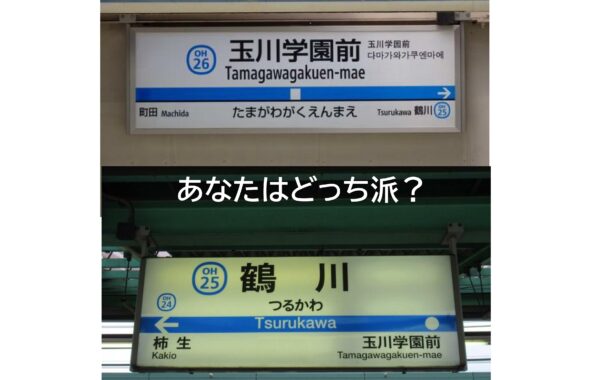 OH
26
玉川学園前
玉川学园前
다마가와가쿠엔마에
Tamagawagakuen-mae
町田 Machida
たまがわがくえんまえ
Tsurukawa 鶴川 OH 25
あなたはどっち派？
OH
25
鶴川
つるかわ
OH
24
Tsurukawa
柿生
Kakio
玉川学園前
Tamagawagakuen-mae